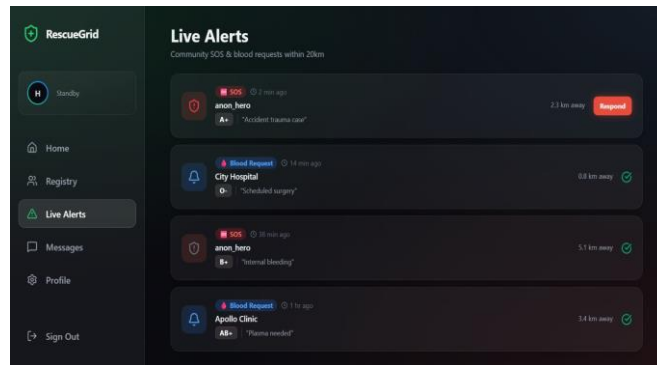 RescueGrid
H Standby
Home
Registry
Live Alerts
Messages
Profile
Sign Out
Live Alerts
Community SOS & blood requests within 20km
SOS 2 min ago
anon_hero
A+ "Accident trauma case"
2.3 km away Respond
Blood Request 14 min ago
City Hospital
O- "Scheduled surgery"
0.8 km away
SOS 38 min ago
anon_hero
B+ "Internal bleeding"
5.1 km away
Blood Request 1 hr ago
Apollo Clinic
AB+ "Plasma needed"
3.4 km away